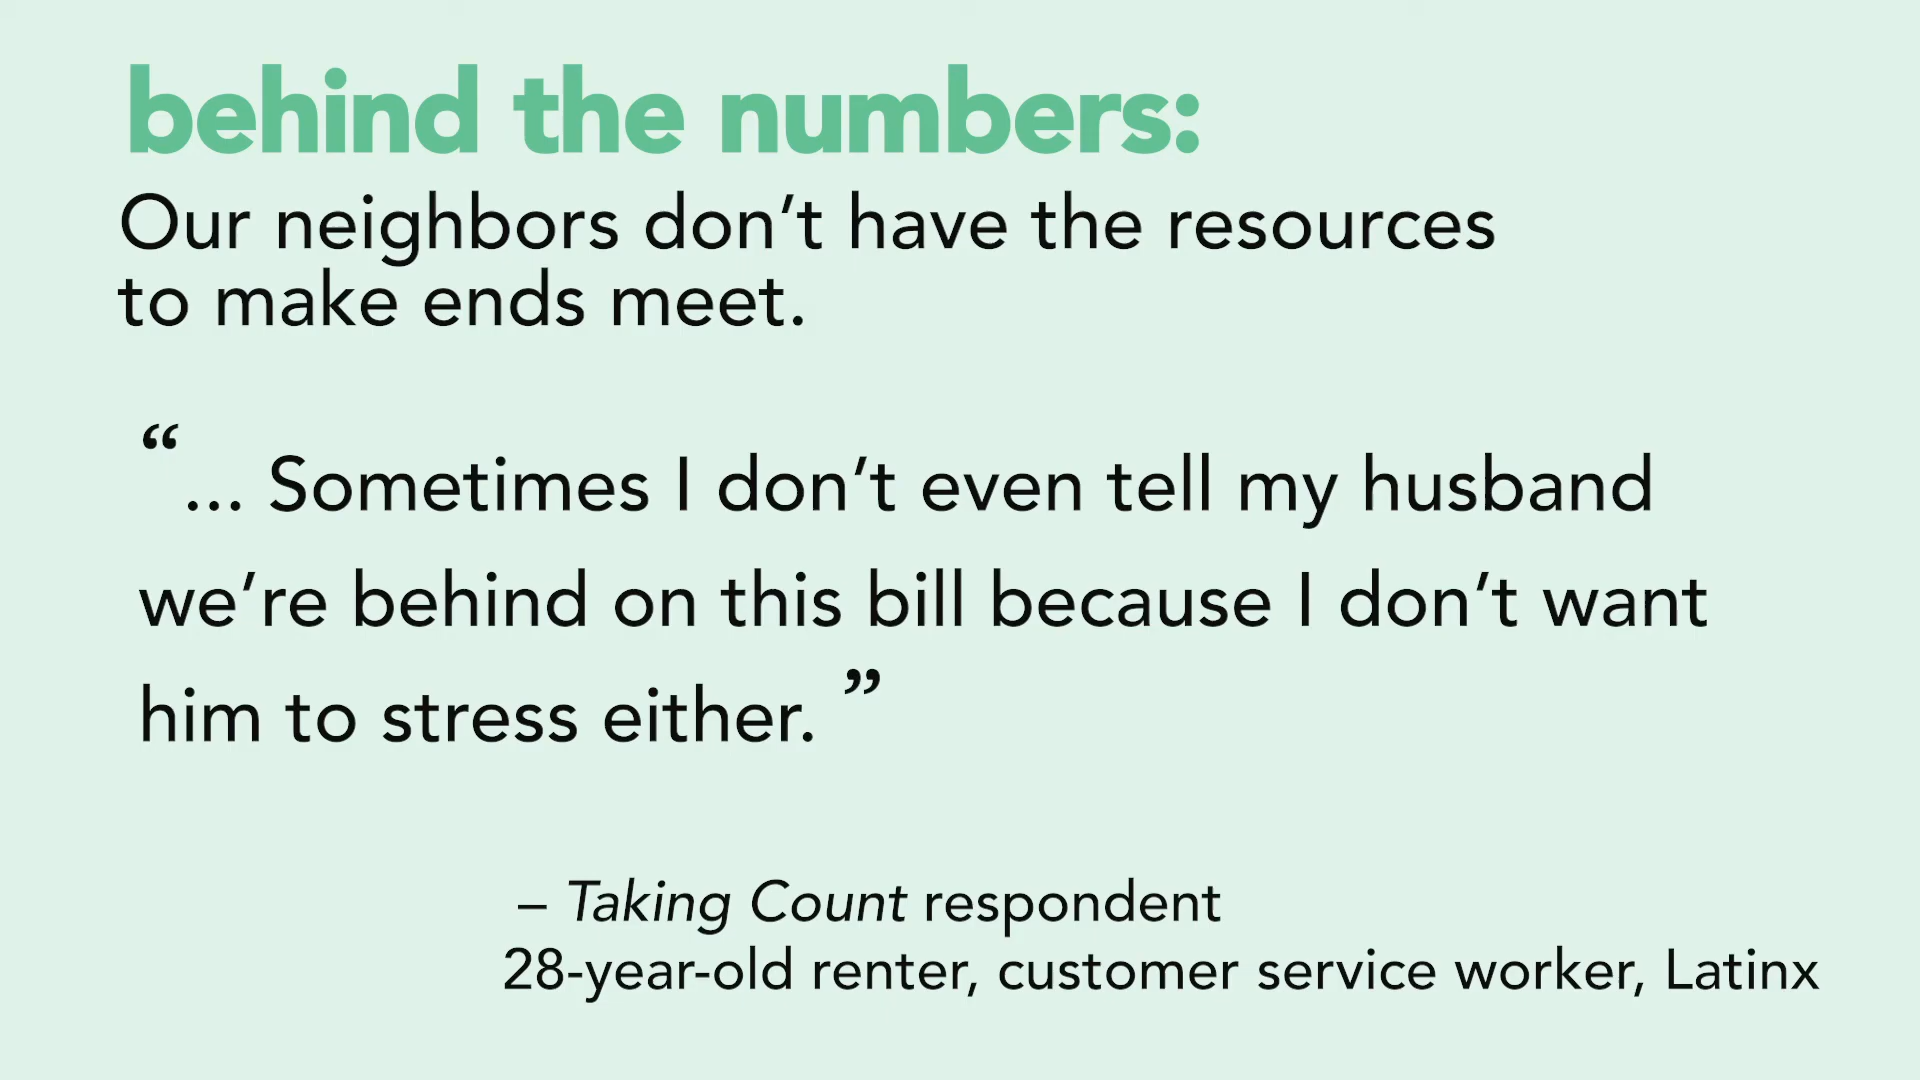 behind the numbers:
Our neighbors don’t have the resources
to make ends meet.
“... Sometimes I don’t even tell my husband
we’re behind on this bill because I don’t want
him to stress either. ”
– Taking Count respondent
28-year-old renter, customer service worker, Latinx